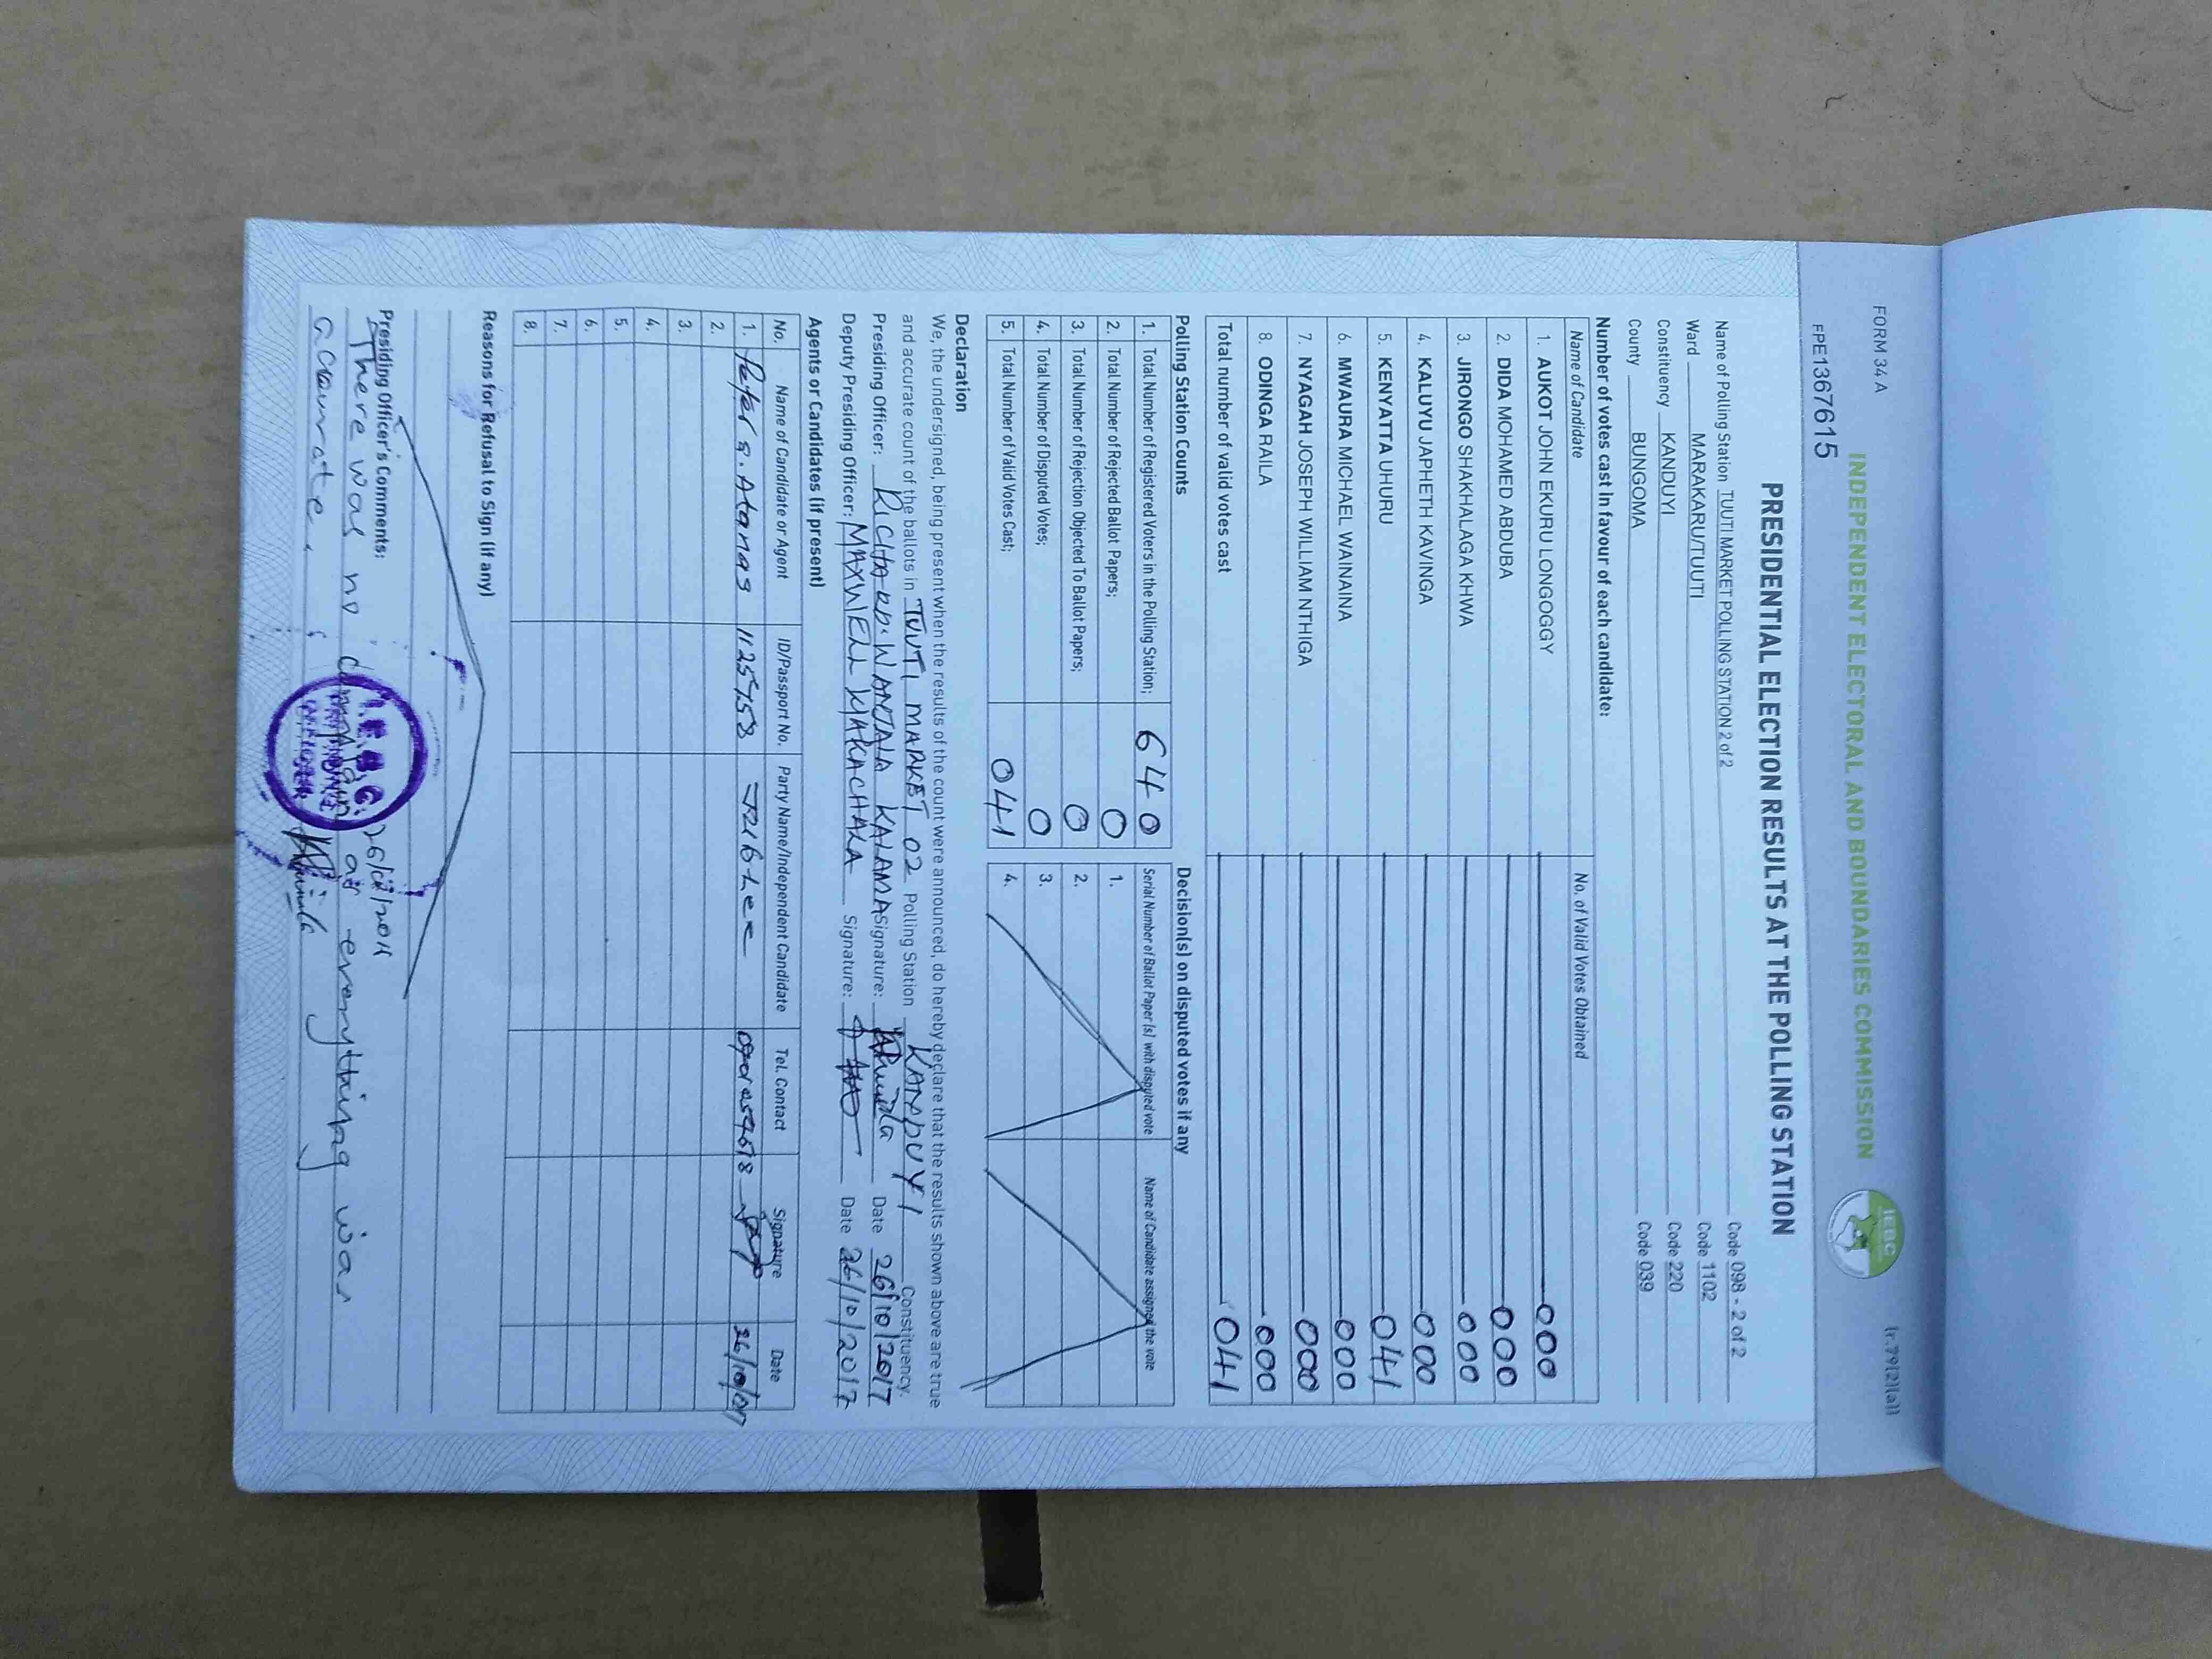 FORM 34 A
(r.79(2)(a))
INDEPENDENT ELECTORAL AND BOUNDARIES COMMISSION
IEBC
FPE1367615
PRESIDENTIAL ELECTION RESULTS AT THE POLLING STATION
Name of Polling Station TUUTI MARKET POLLING STATION 2 of 2 Code 098 - 2 of 2
Ward MARAKARU/TUUTI Code 1102
Constituency KANDUYI Code 220
County BUNGOMA Code 039
Number of votes cast in favour of each candidate:
Name of Candidate No. of Valid Votes Obtained
1. AUKOT JOHN EKURU LONGOGGY 000
2. DIDA MOHAMED ABDUBA 000
3. JIRONGO SHAKHALAGA KHWA 000
4. KALUYU JAPHETH KAVINGA 000
5. KENYATTA UHURU 041
6. MWAURA MICHAEL WAINAINA 000
7. NYAGAH JOSEPH WILLIAM NTHIGA 000
8. ODINGA RAILA 000
Total number of valid votes cast 041
Polling Station Counts Decision(s) on disputed votes if any
1. Total Number of Registered Voters in the Polling Station; 640 Serial Number of Ballot Paper (s) with disputed vote Name of Candidate assigned the vote
2. Total Number of Rejected Ballot Papers; 0 1.
3. Total Number of Rejection Objected To Ballot Papers; 0 2.
4. Total Number of Disputed Votes; 0 3.
5. Total Number of Valid Votes Cast; 041 4.
Declaration
We, the undersigned, being present when the results of the count were announced, do hereby declare that the results shown above are true
and accurate count of the ballots in TUUTI MARKET 02 Polling Station KANDUYI Constituency.
Presiding Officer: RICHARD WANJALA KALAMA Signature: Date 26/10/2017
Deputy Presiding Officer: MAXWELL WAKACHALA Signature: Date 26/10/2017
Agents or Candidates (if present)
No. Name of Candidate or Agent ID/Passport No. Party Name/Independent Candidate Tel. Contact Signature Date
1. Peter 26/10/017
2.
3.
4.
5.
6.
7.
8.
Reasons for Refusal to Sign (if any)
Presiding Officer's Comments:
There was no complain as everything was
accurate.
I.E.B.C.